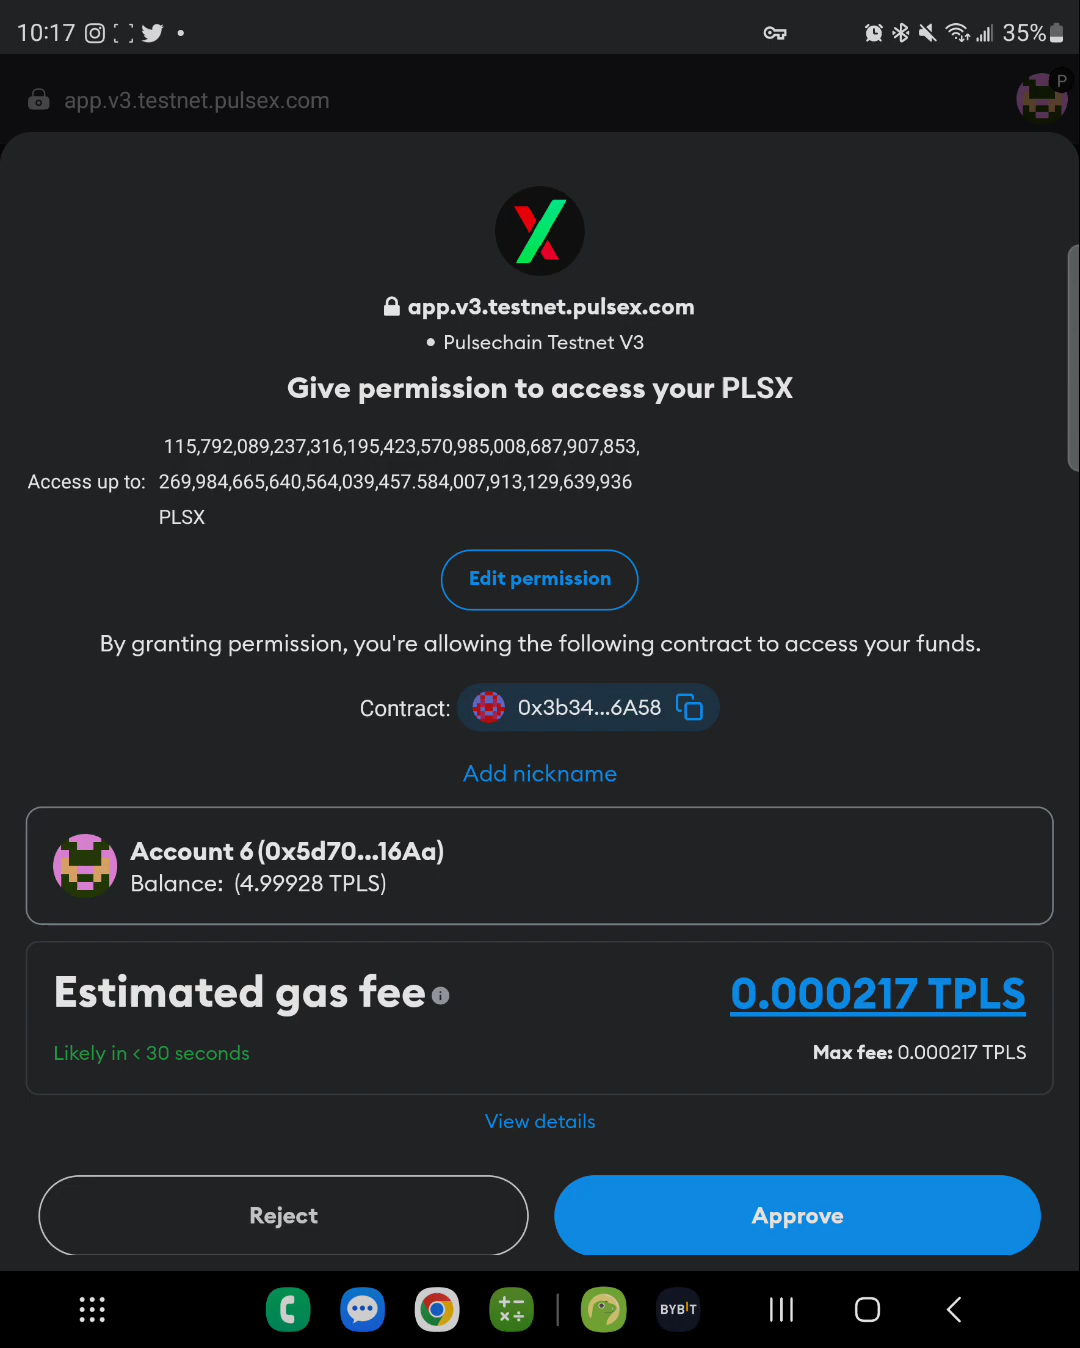 10:17
35%
app.v3.testnet.pulsex.com
P
app.v3.testnet.pulsex.com
• Pulsechain Testnet V3
Give permission to access your PLSX
115,792,089,237,316,195,423,570,985,008,687,907,853,
Access up to: 269,984,665,640,564,039,457.584,007,913,129,639,936
PLSX
Edit permission
By granting permission, you're allowing the following contract to access your funds.
Contract: 0x3b34...6A58
Add nickname
Account 6 (0x5d70...16Aa)
Balance: (4.99928 TPLS)
Estimated gas fee 0.000217 TPLS
Likely in < 30 seconds Max fee: 0.000217 TPLS
View details
Reject Approve
BYBIT